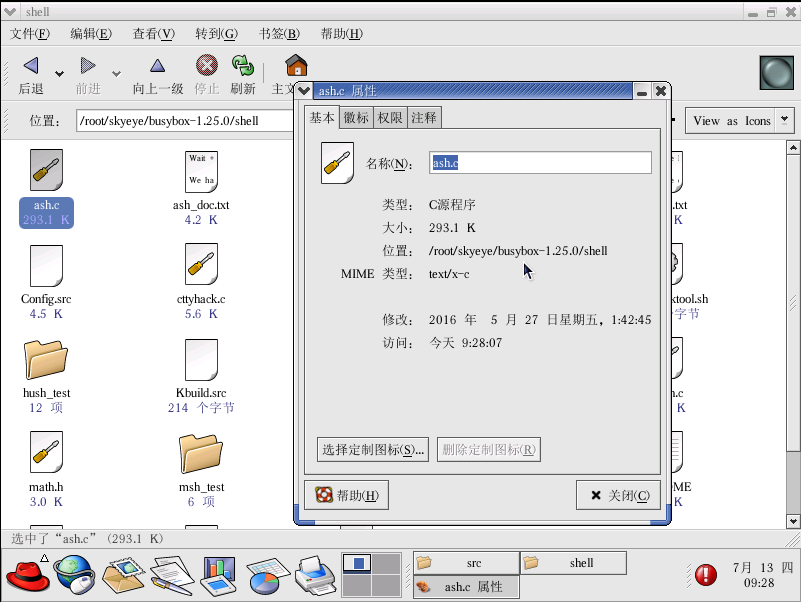 shell
文件(F) 编辑(E) 查看(V) 转到(G) 书签(B) 帮助(H)
后退 前进 向上一级 停止 刷新 主文
位置: /root/skyeye/busybox-1.25.0/shell
View as Icons
ash.c
293.1 K
Wait +
We ha
ash_doc.txt
4.2 K
Config.src
4.5 K
cttyhack.c
5.6 K
hush_test
12 项
Kbuild.src
214 个字节
math.h
3.0 K
msh_test
6 项
.txt
K
xtool.sh
字节
.c
K
ME
K
ash.c 属性
基本 徽标 权限 注释
名称(N): ash.c
类型: C源程序
大小: 293.1 K
位置: /root/skyeye/busybox-1.25.0/shell
MIME 类型: text/x-c
修改: 2016 年 5 月 27 日星期五, 1:42:45
访问: 今天 9:28:07
选择定制图标(S)... 删除定制图标(R)
帮助(H) 关闭(C)
选中了“ash.c” (293.1 K)
src shell
ash.c 属性
7月 13 四
09:28